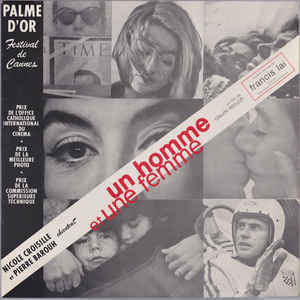 PALME
D'OR
Festival
de
Cannes
PRIX
DE L'OFFICE
CATHOLIQUE
INTERNATIONAL
DU
CINEMA
•
PRIX
DE LA
MEILLEURE
PHOTO
•
PRIX
DE LA
COMMISSION
SUPERIEURE
TECHNIQUE
TIME
francis lai
un homme
et une femme
NICOLE CROISILLE
et PIERRE BAROUH
chantent